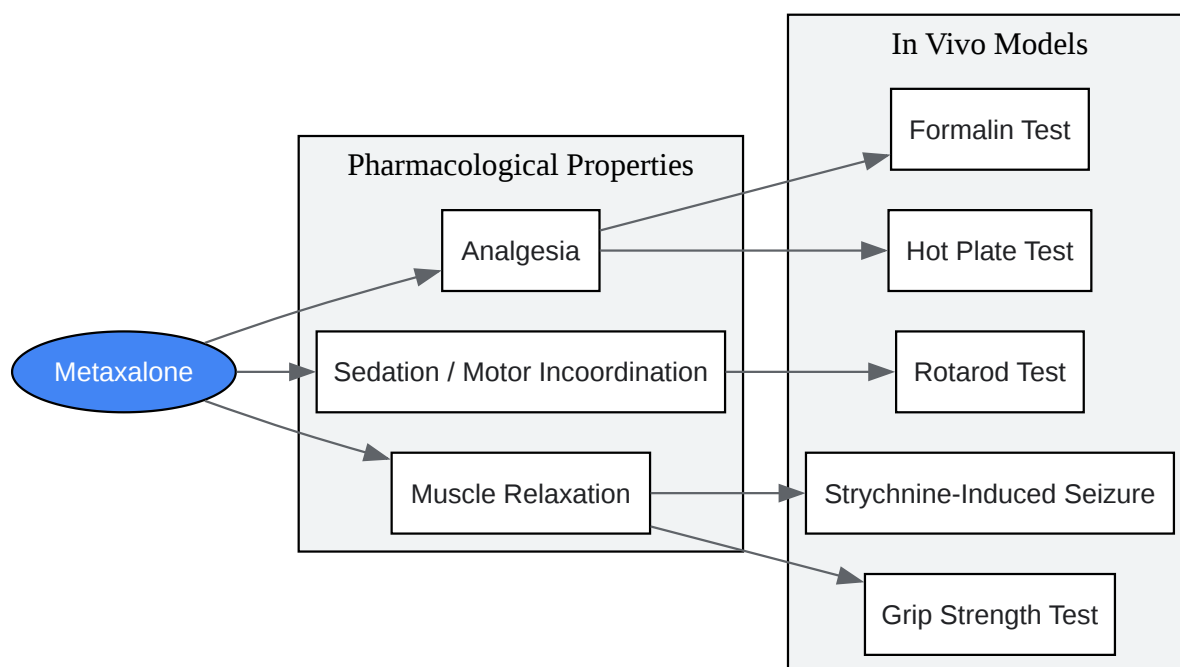 In Vivo Models
Formalin Test
Pharmacological Properties
Analgesia
Hot Plate Test
Metaxalone
Sedation / Motor Incoordination
Rotarod Test
Muscle Relaxation
Strychnine-Induced Seizure
Grip Strength Test